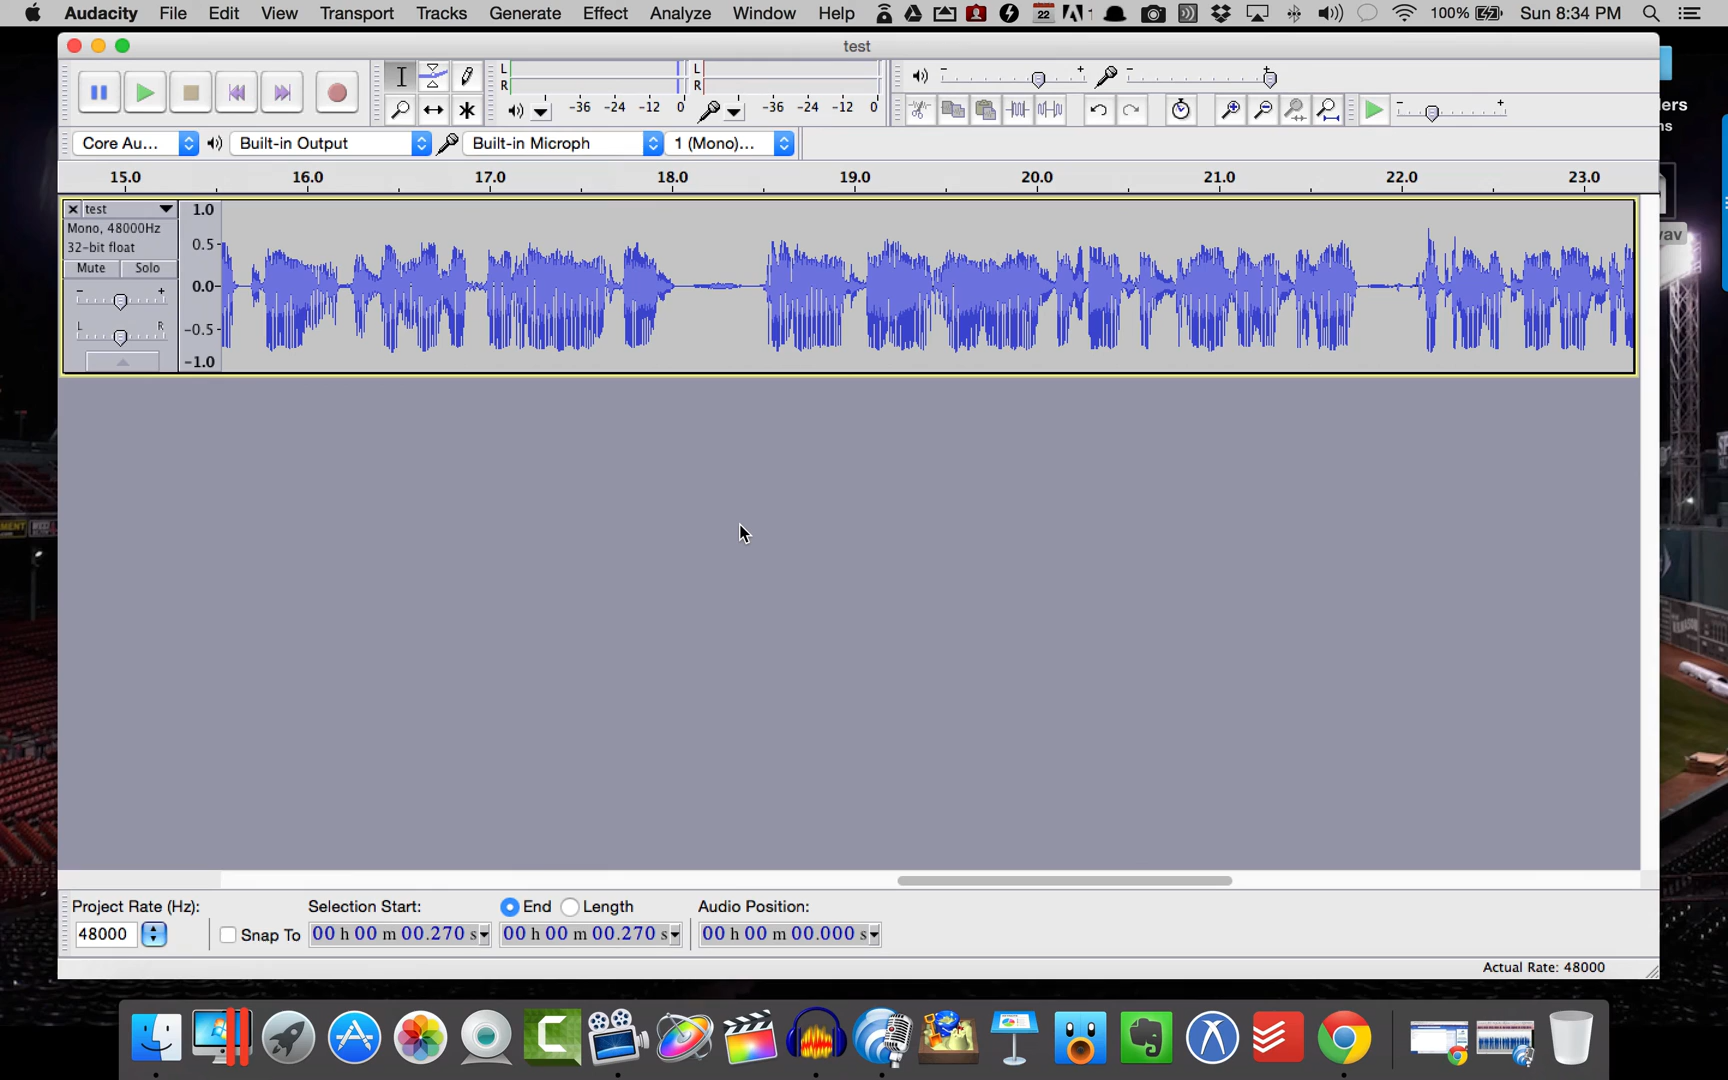 Audacity File Edit View Transport Tracks Generate Effect Analyze Window Help 22 1 100% Sun 8:34 PM
test
L R -36 -24 -12 0 L R -36 -24 -12 0
Core Au... Built-in Output Built-in Microph 1 (Mono)...
15.0 16.0 17.0 18.0 19.0 20.0 21.0 22.0 23.0
test
Mono, 48000Hz
32-bit float
Mute Solo
L R
1.0
0.5
0.0
-0.5
-1.0
Project Rate (Hz): Selection Start: End Length Audio Position:
48000 Snap To 00 h 00 m 00.270 s 00 h 00 m 00.270 s 00 h 00 m 00.000 s
Actual Rate: 48000